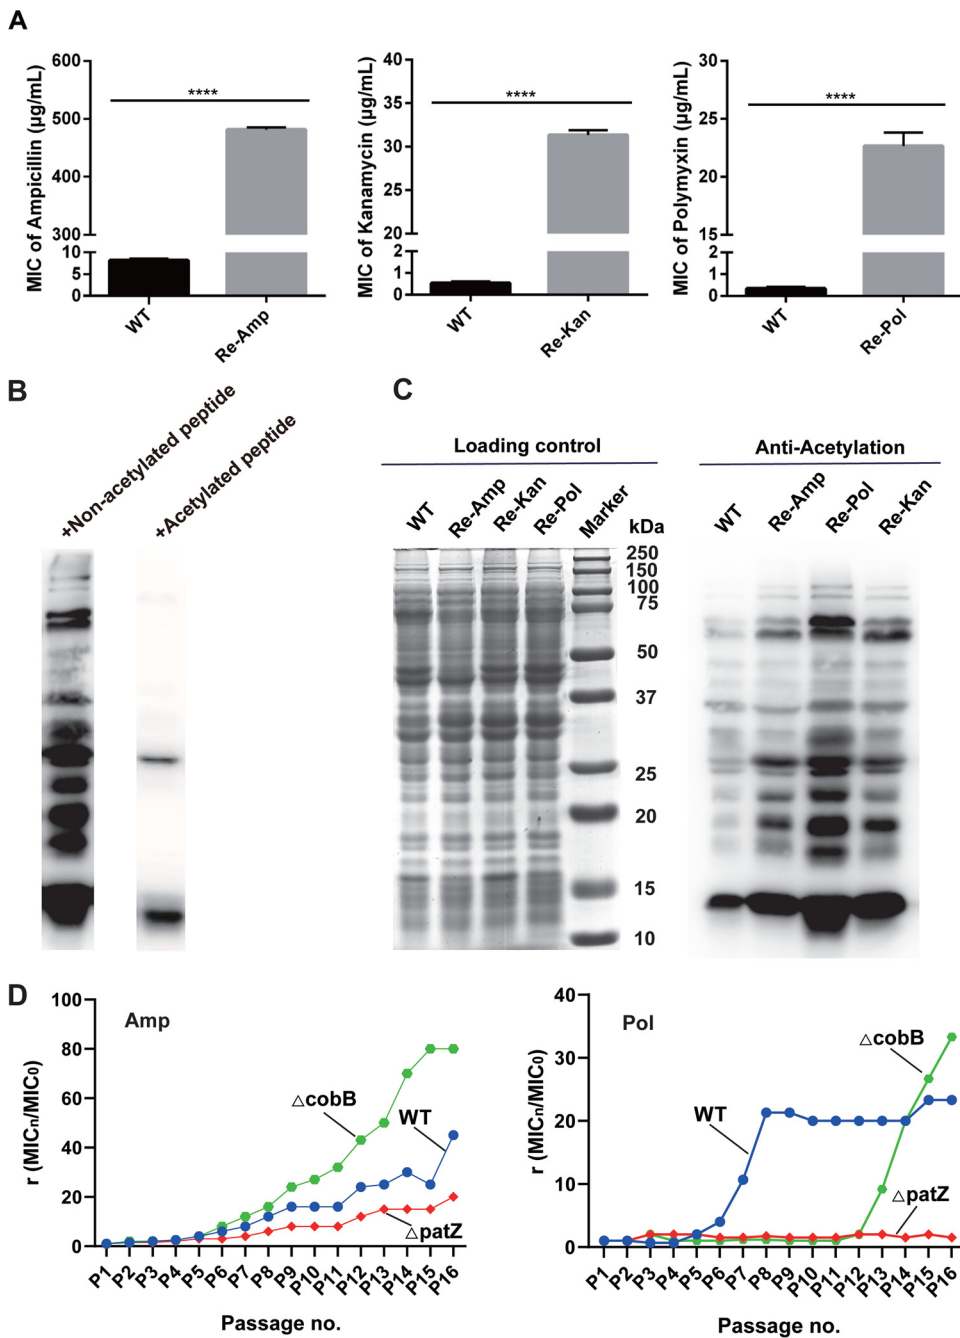 A
MIC of Ampicillin (µg/mL)
600
500
400
300
10
5
0
****
WT
Re-Amp
MIC of Kanamycin (µg/mL)
40
35
30
25
20
2
1
0
****
WT
Re-Kan
MIC of Polymyxin (µg/mL)
30
25
20
15
2
1
0
****
WT
Re-Pol
B
+Non-acetylated peptide
+Acetylated peptide
C
Loading control
WT
Re-Amp
Re-Kan
Re-Pol
Marker
kDa
250
150
100
75
50
37
25
20
15
10
Anti-Acetylation
WT
Re-Amp
Re-Pol
Re-Kan
D
Amp
r (MICn/MIC0)
100
80
60
40
20
0
△cobB
WT
△patZ
P1 P2 P3 P4 P5 P6 P7 P8 P9 P10 P11 P12 P13 P14 P15 P16
Passage no.
Pol
r (MICn/MIC0)
40
30
20
10
0
△cobB
WT
△patZ
P1 P2 P3 P4 P5 P6 P7 P8 P9 P10 P11 P12 P13 P14 P15 P16
Passage no.